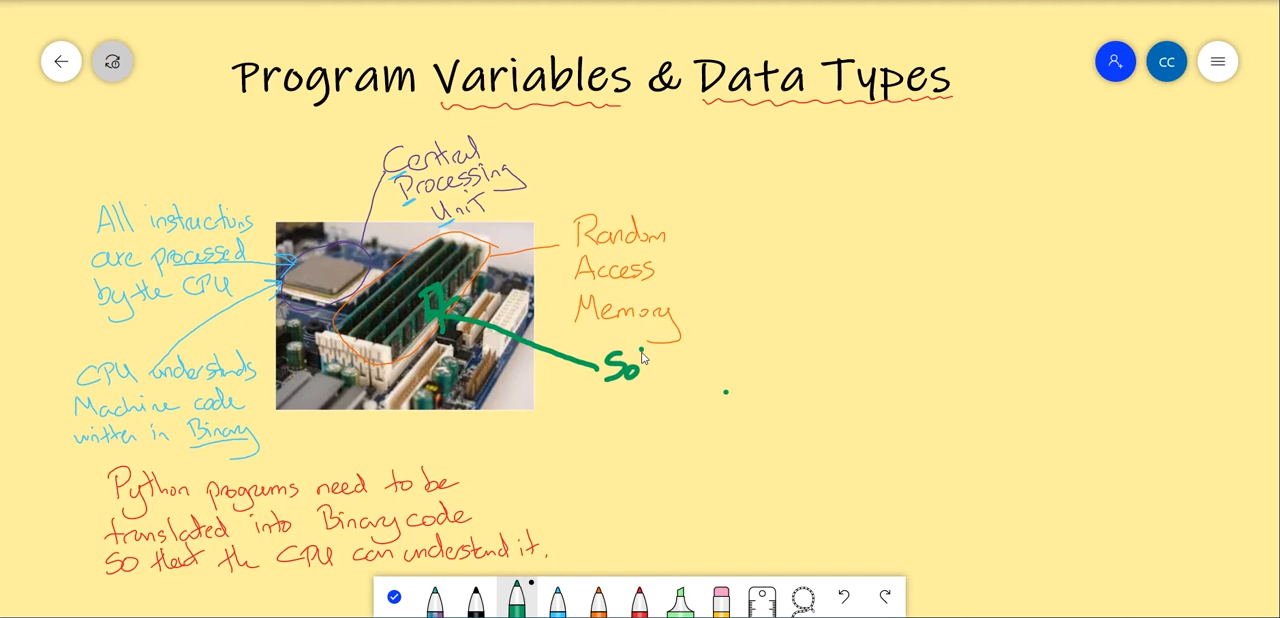 Program Variables & Data Types
CC
Central
Processing
UniT
All instructions
are processed
by the CPU
Random
Access
Memory
So
CPU understands
Machine code
written in Binary
Python programs need to be
translated into Binary code
so that the CPU can understand it.